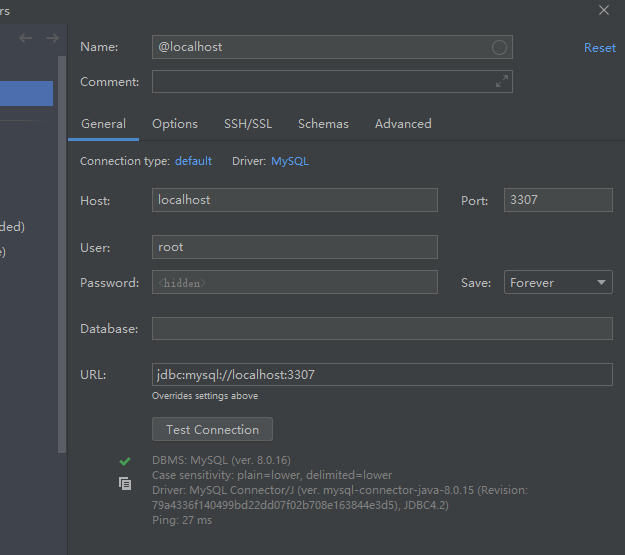 rs
Name: @localhost Reset
Comment:
ded)
e)
General Options SSH/SSL Schemas Advanced
Connection type: default Driver: MySQL
Host: localhost Port: 3307
User: root
Password: <hidden> Save: Forever
Database:
URL: jdbc:mysql://localhost:3307
Overrides settings above
Test Connection
DBMS: MySQL (ver. 8.0.16)
Case sensitivity: plain=lower, delimited=lower
Driver: MySQL Connector/J (ver. mysql-connector-java-8.0.15 (Revision:
79a4336f140499bd22dd07f02b708e163844e3d5), JDBC4.2)
Ping: 27 ms